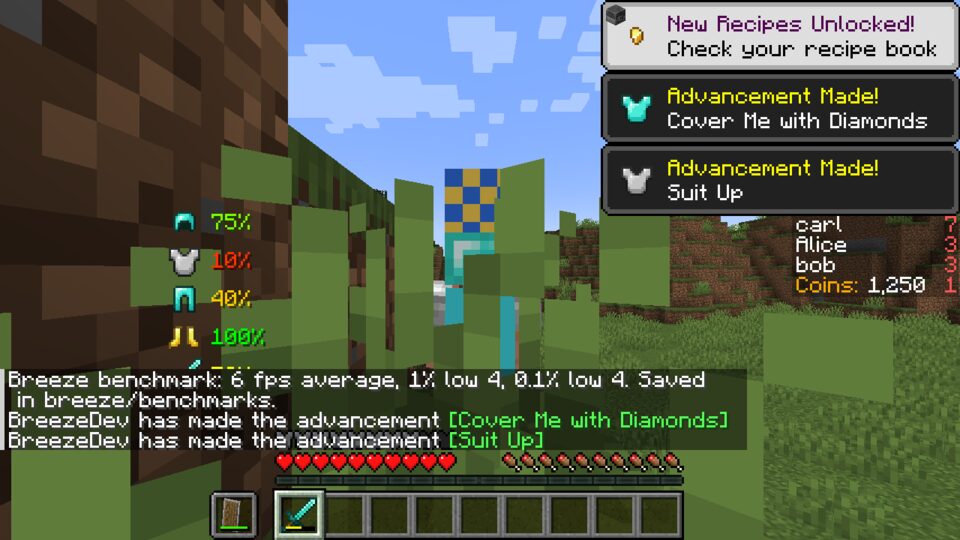 New Recipes Unlocked!
Check your recipe book
Advancement Made!
Cover Me with Diamonds
Advancement Made!
Suit Up
carl 7
Alice 3
bob 3
Coins: 1,250 1
75%
10%
40%
100%
Breeze benchmark: 6 fps average, 1% low 4, 0.1% low 4. Saved
in breeze/benchmarks.
BreezeDev has made the advancement [Cover Me with Diamonds]
BreezeDev has made the advancement [Suit Up]